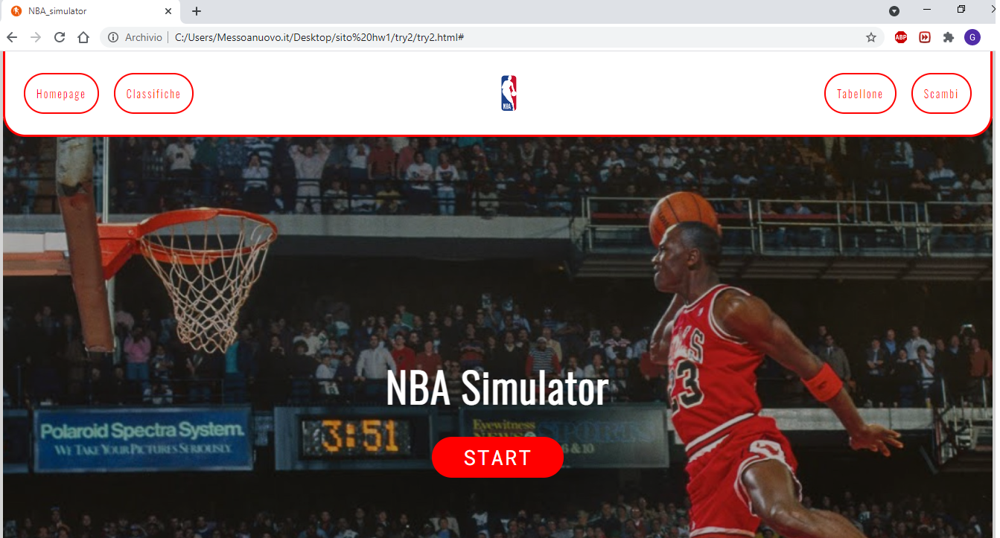 NBA_simulator
Archivio
C:/Users/Messoanuovo.it/Desktop/sito%20hw1/try2/try2.html#
ABP
G
Homepage
Classifiche
NBA
Tabellone
Scambi
23
NBA Simulator
Polaroid Spectra System.
WE TAKE YOUR PICTURES SERIOUSLY.
3:51
Eyewitness
NEWS SPORTS
6 & 10
START